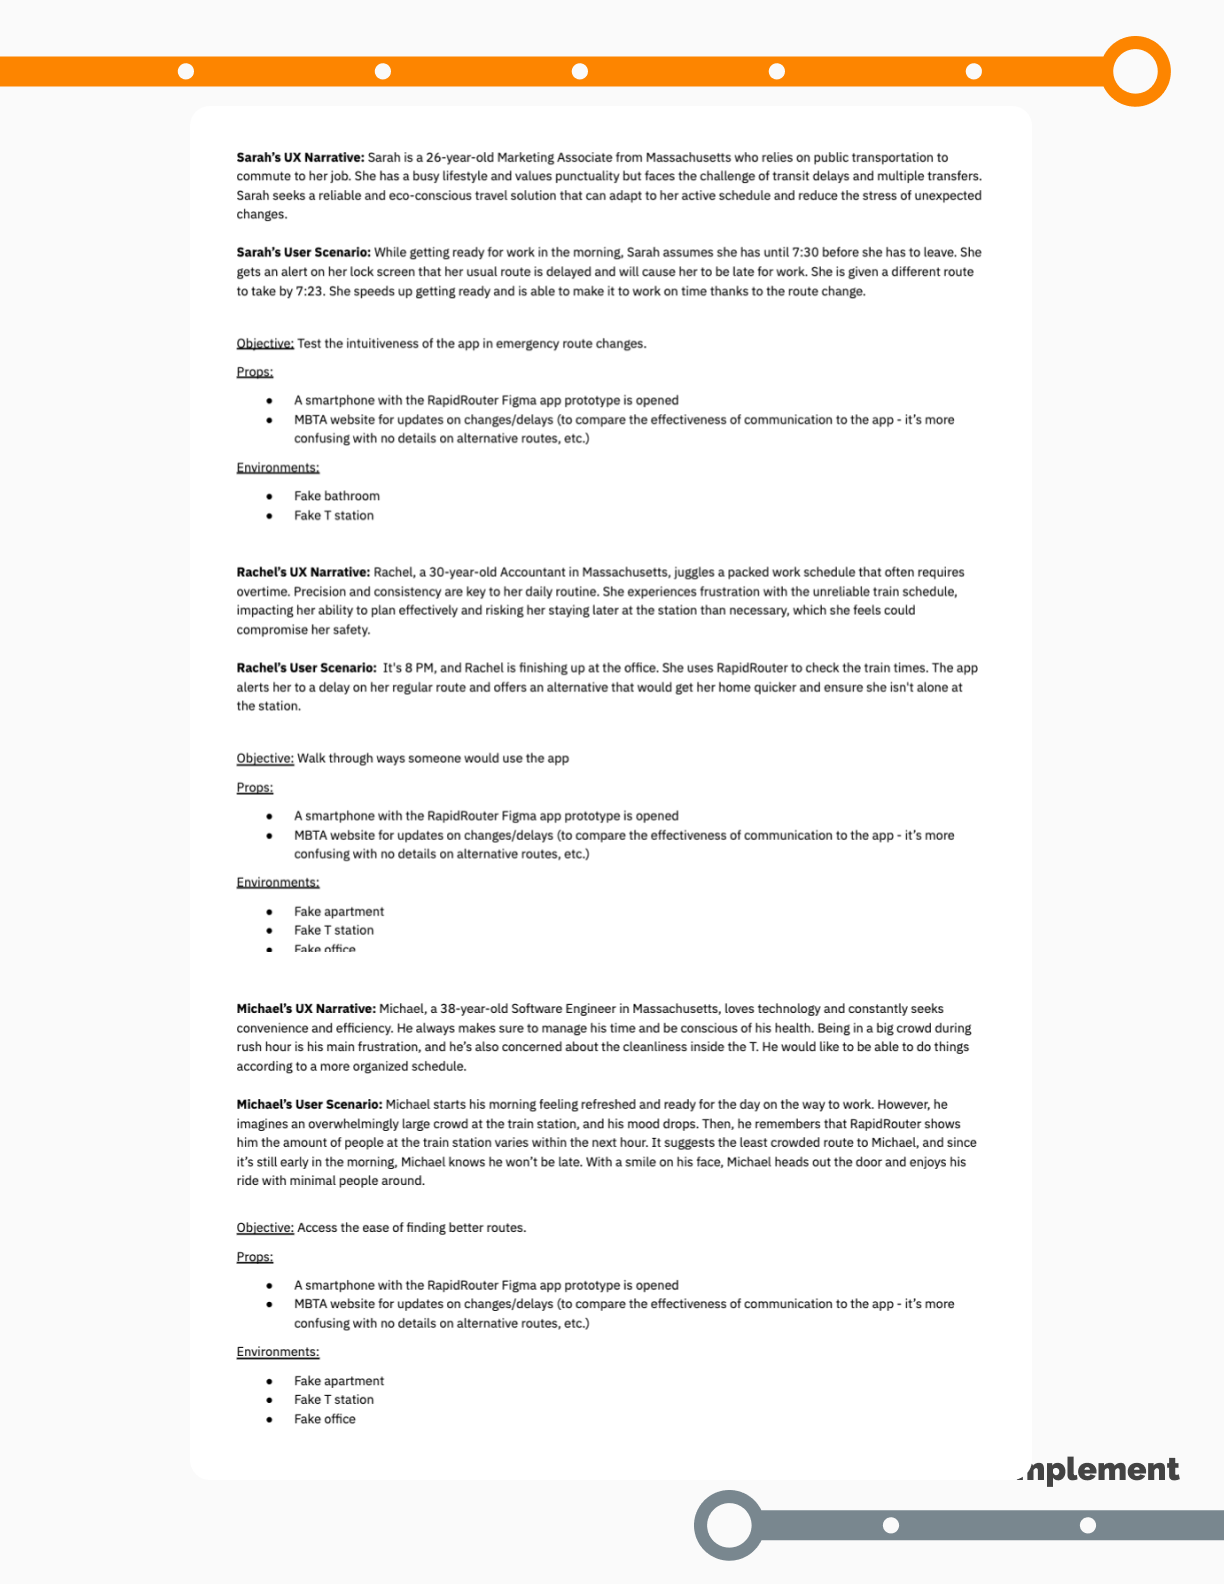 Sarah’s UX Narrative: Sarah is a 26-year-old Marketing Associate from Massachusetts who relies on public transportation to
commute to her job. She has a busy lifestyle and values punctuality but faces the challenge of transit delays and multiple transfers.
Sarah seeks a reliable and eco-conscious travel solution that can adapt to her active schedule and reduce the stress of unexpected
changes.
Sarah’s User Scenario: While getting ready for work in the morning, Sarah assumes she has until 7:30 before she has to leave. She
gets an alert on her lock screen that her usual route is delayed and will cause her to be late for work. She is given a different route
to take by 7:23. She speeds up getting ready and is able to make it to work on time thanks to the route change.
Objective: Test the intuitiveness of the app in emergency route changes.
Props:
● A smartphone with the RapidRouter Figma app prototype is opened
● MBTA website for updates on changes/delays (to compare the effectiveness of communication to the app - it’s more
confusing with no details on alternative routes, etc.)
Environments:
● Fake bathroom
● Fake T station
Rachel’s UX Narrative: Rachel, a 30-year-old Accountant in Massachusetts, juggles a packed work schedule that often requires
overtime. Precision and consistency are key to her daily routine. She experiences frustration with the unreliable train schedule,
impacting her ability to plan effectively and risking her staying later at the station than necessary, which she feels could
compromise her safety.
Rachel’s User Scenario: It's 8 PM, and Rachel is finishing up at the office. She uses RapidRouter to check the train times. The app
alerts her to a delay on her regular route and offers an alternative that would get her home quicker and ensure she isn't alone at
the station.
Objective: Walk through ways someone would use the app
Props:
● A smartphone with the RapidRouter Figma app prototype is opened
● MBTA website for updates on changes/delays (to compare the effectiveness of communication to the app - it’s more
confusing with no details on alternative routes, etc.)
Environments:
● Fake apartment
● Fake T station
● Fake office
Michael’s UX Narrative: Michael, a 38-year-old Software Engineer in Massachusetts, loves technology and constantly seeks
convenience and efficiency. He always makes sure to manage his time and be conscious of his health. Being in a big crowd during
rush hour is his main frustration, and he’s also concerned about the cleanliness inside the T. He would like to be able to do things
according to a more organized schedule.
Michael’s User Scenario: Michael starts his morning feeling refreshed and ready for the day on the way to work. However, he
imagines an overwhelmingly large crowd at the train station, and his mood drops. Then, he remembers that RapidRouter shows
him the amount of people at the train station varies within the next hour. It suggests the least crowded route to Michael, and since
it’s still early in the morning, Michael knows he won’t be late. With a smile on his face, Michael heads out the door and enjoys his
ride with minimal people around.
Objective: Access the ease of finding better routes.
Props:
● A smartphone with the RapidRouter Figma app prototype is opened
● MBTA website for updates on changes/delays (to compare the effectiveness of communication to the app - it’s more
confusing with no details on alternative routes, etc.)
Environments:
● Fake apartment
● Fake T station
● Fake office
mplement